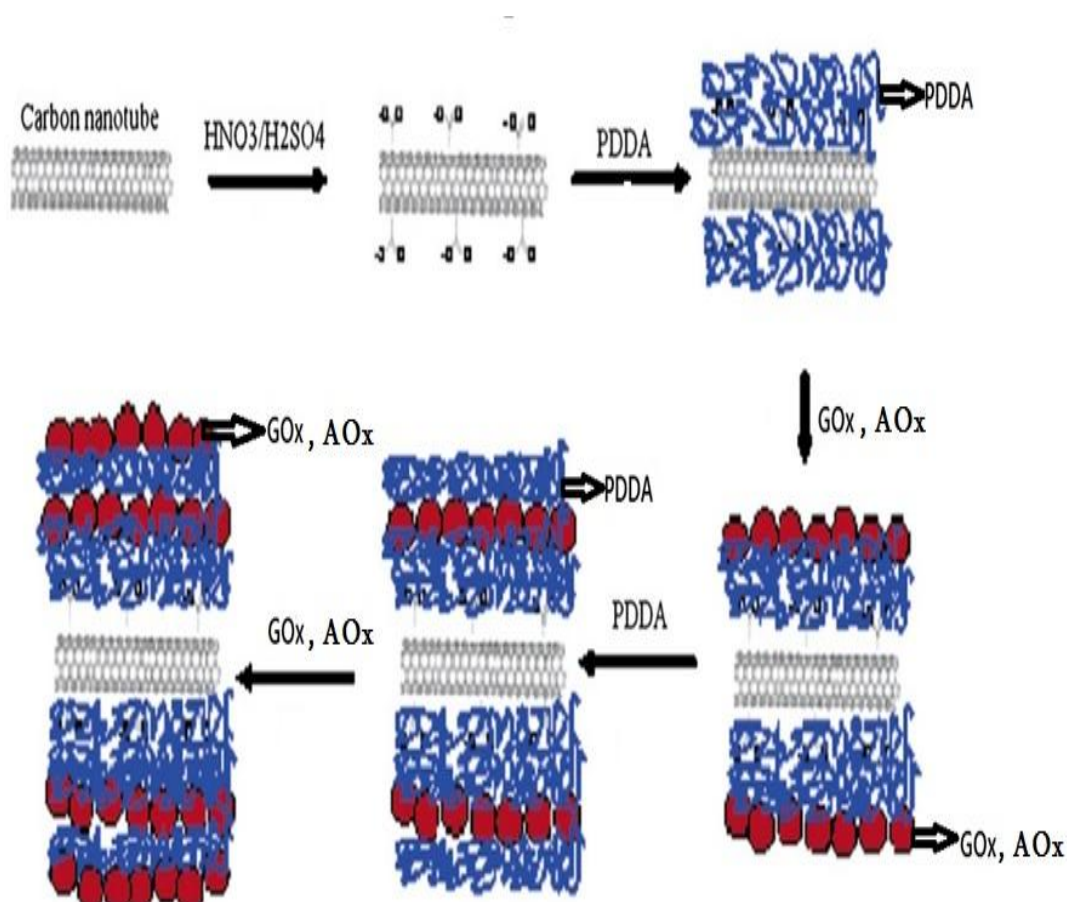 Carbon nanotube
HNO3/H2SO4
-O O
-O O
-O O
-O O
-O O
-O O
PDDA
PDDA
GOx, AOx
GOx, AOx
PDDA
PDDA
GOx, AOx
GOx, AOx